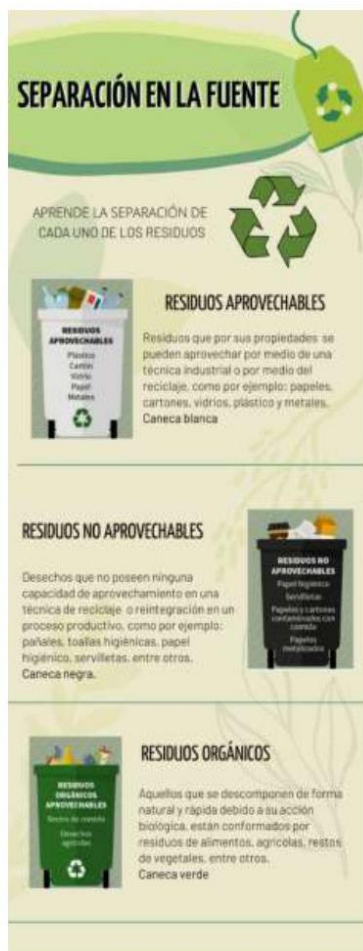 SEPARACIÓN EN LA FUENTE
APRENDE LA SEPARACIÓN DE
CADA UNO DE LOS RESIDUOS
RESIDUOS APROVECHABLES
RESIDUOS
APROVECHABLES
Plástico
Cartón
Vidrio
Papel
Metales
Residuos que por sus propiedades se
pueden aprovechar por medio de una
técnica industrial o por medio del
reciclaje, como por ejemplo: papeles,
cartones, vidrios, plástico y metales.
Caneca blanca
RESIDUOS NO APROVECHABLES
Desechos que no poseen ninguna
capacidad de aprovechamiento en una
técnica de reciclaje o reintegración en un
proceso productivo, como por ejemplo:
pañales, toallas higiénicas, papel
higiénico, servilletas, entre otros.
Caneca negra.
RESIDUOS NO
APROVECHABLES
Papel higiénico
Servilletas
Papeles y cartones
contaminados con
comida
Papeles
metalizados
RESIDUOS ORGÁNICOS
RESIDUOS
ORGÁNICOS
APROVECHABLES
Restos de comida
Desechos
agrícolas
Aquellos que se descomponen de forma
natural y rápida debido a su acción
biológica, están conformados por
residuos de alimentos, agrícolas, restos
de vegetales, entre otros.
Caneca verde